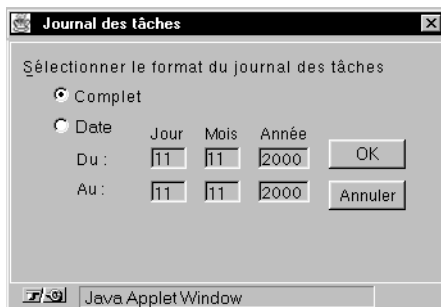 Journal des tâches
Sélectionner le format du journal des tâches
Complet
Date
Jour Mois Année
Du : 11 11 2000 OK
Au : 11 11 2000 Annuler
Java Applet Window